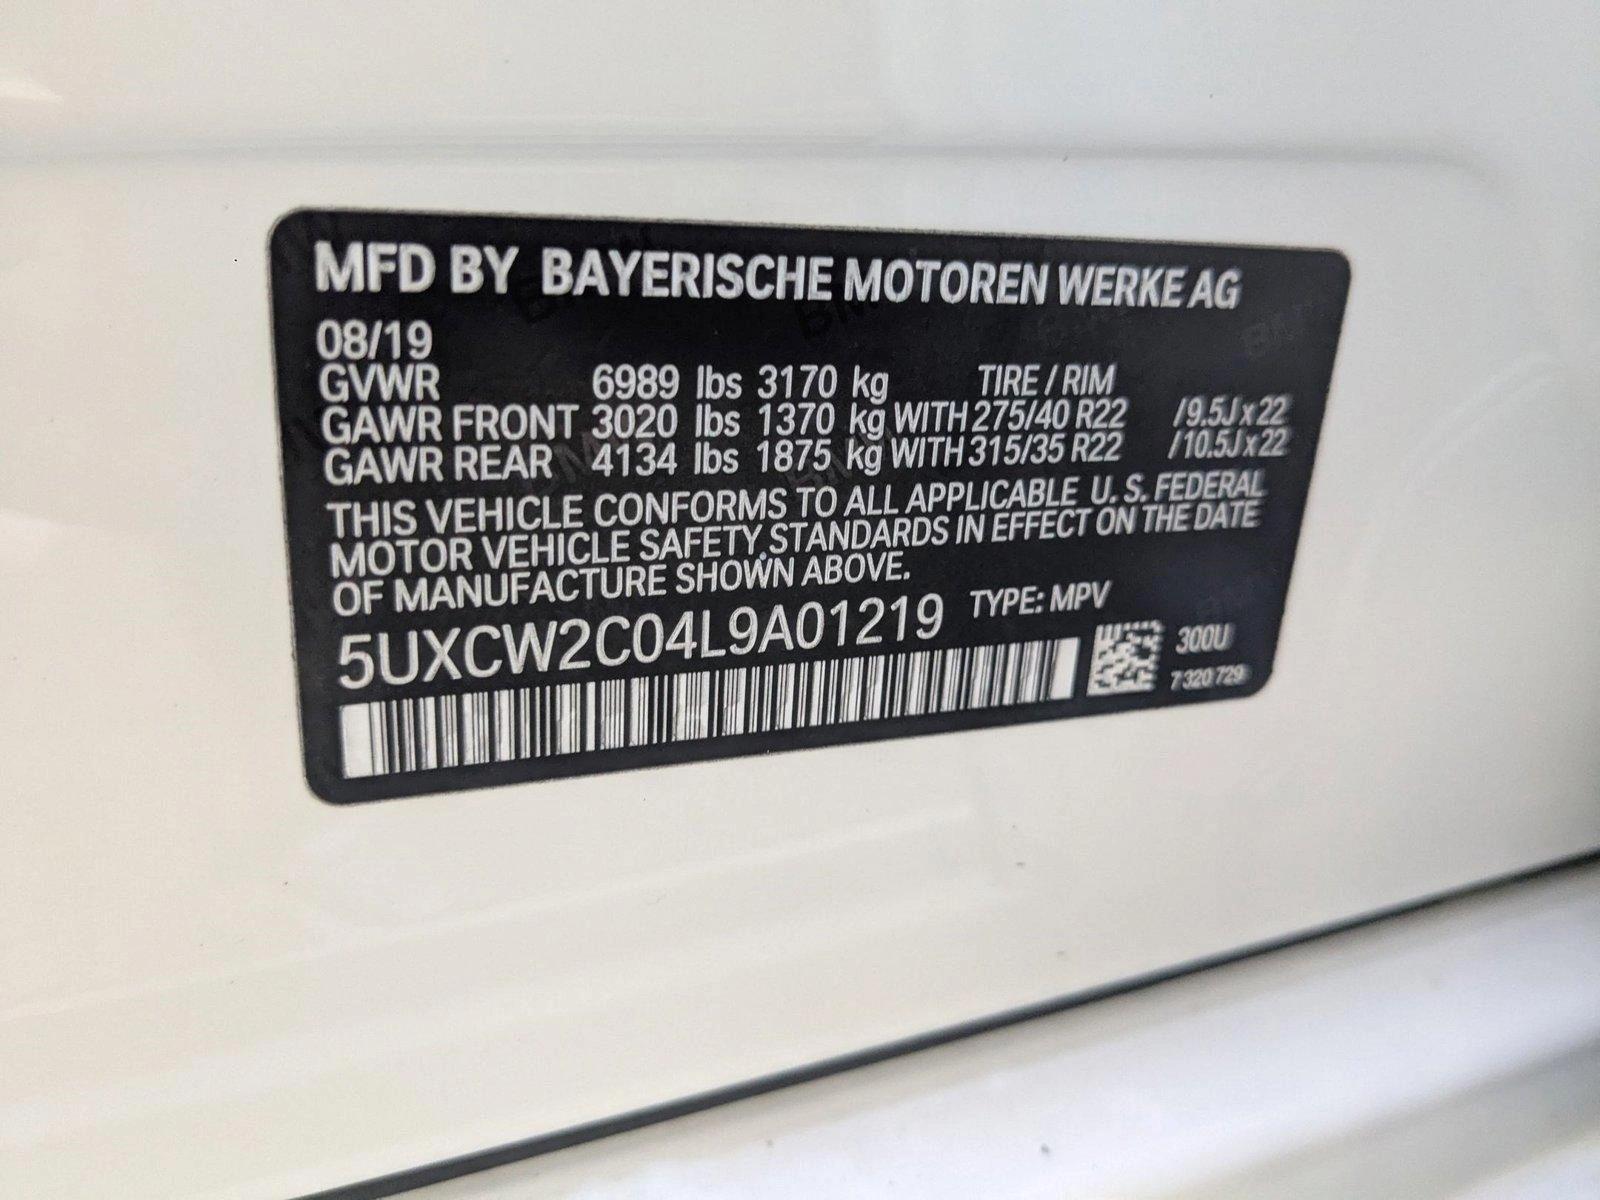 MFD BY BAYERISCHE MOTOREN WERKE AG
08/19
GVWR 6989 lbs 3170 kg TIRE / RIM
GAWR FRONT 3020 lbs 1370 kg WITH 275/40 R22 /9.5J x 22
GAWR REAR 4134 lbs 1875 kg WITH 315/35 R22 /10.5J x 22
THIS VEHICLE CONFORMS TO ALL APPLICABLE U. S. FEDERAL
MOTOR VEHICLE SAFETY STANDARDS IN EFFECT ON THE DATE
OF MANUFACTURE SHOWN ABOVE.
5UXCW2C04L9A01219 TYPE: MPV
300U
7 320 729